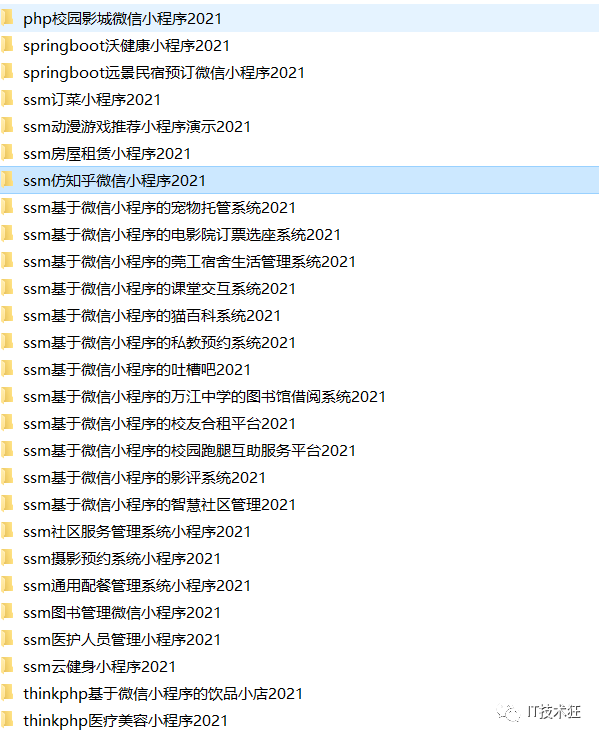 php校园影城微信小程序2021
springboot沃健康小程序2021
springboot远景民宿预订微信小程序2021
ssm订菜小程序2021
ssm动漫游戏推荐小程序演示2021
ssm房屋租赁小程序2021
ssm仿知乎微信小程序2021
ssm基于微信小程序的宠物托管系统2021
ssm基于微信小程序的电影院订票选座系统2021
ssm基于微信小程序的莞工宿舍生活管理系统2021
ssm基于微信小程序的课堂交互系统2021
ssm基于微信小程序的猫百科系统2021
ssm基于微信小程序的私教预约系统2021
ssm基于微信小程序的吐槽吧2021
ssm基于微信小程序的万江中学的图书馆借阅系统2021
ssm基于微信小程序的校友合租平台2021
ssm基于微信小程序的校园跑腿互助服务平台2021
ssm基于微信小程序的影评系统2021
ssm基于微信小程序的智慧社区管理2021
ssm社区服务管理系统小程序2021
ssm摄影预约系统小程序2021
ssm通用配餐管理系统小程序2021
ssm图书管理微信小程序2021
ssm医护人员管理小程序2021
ssm云健身小程序2021
thinkphp基于微信小程序的饮品小店2021
thinkphp医疗美容小程序2021
IT技术狂